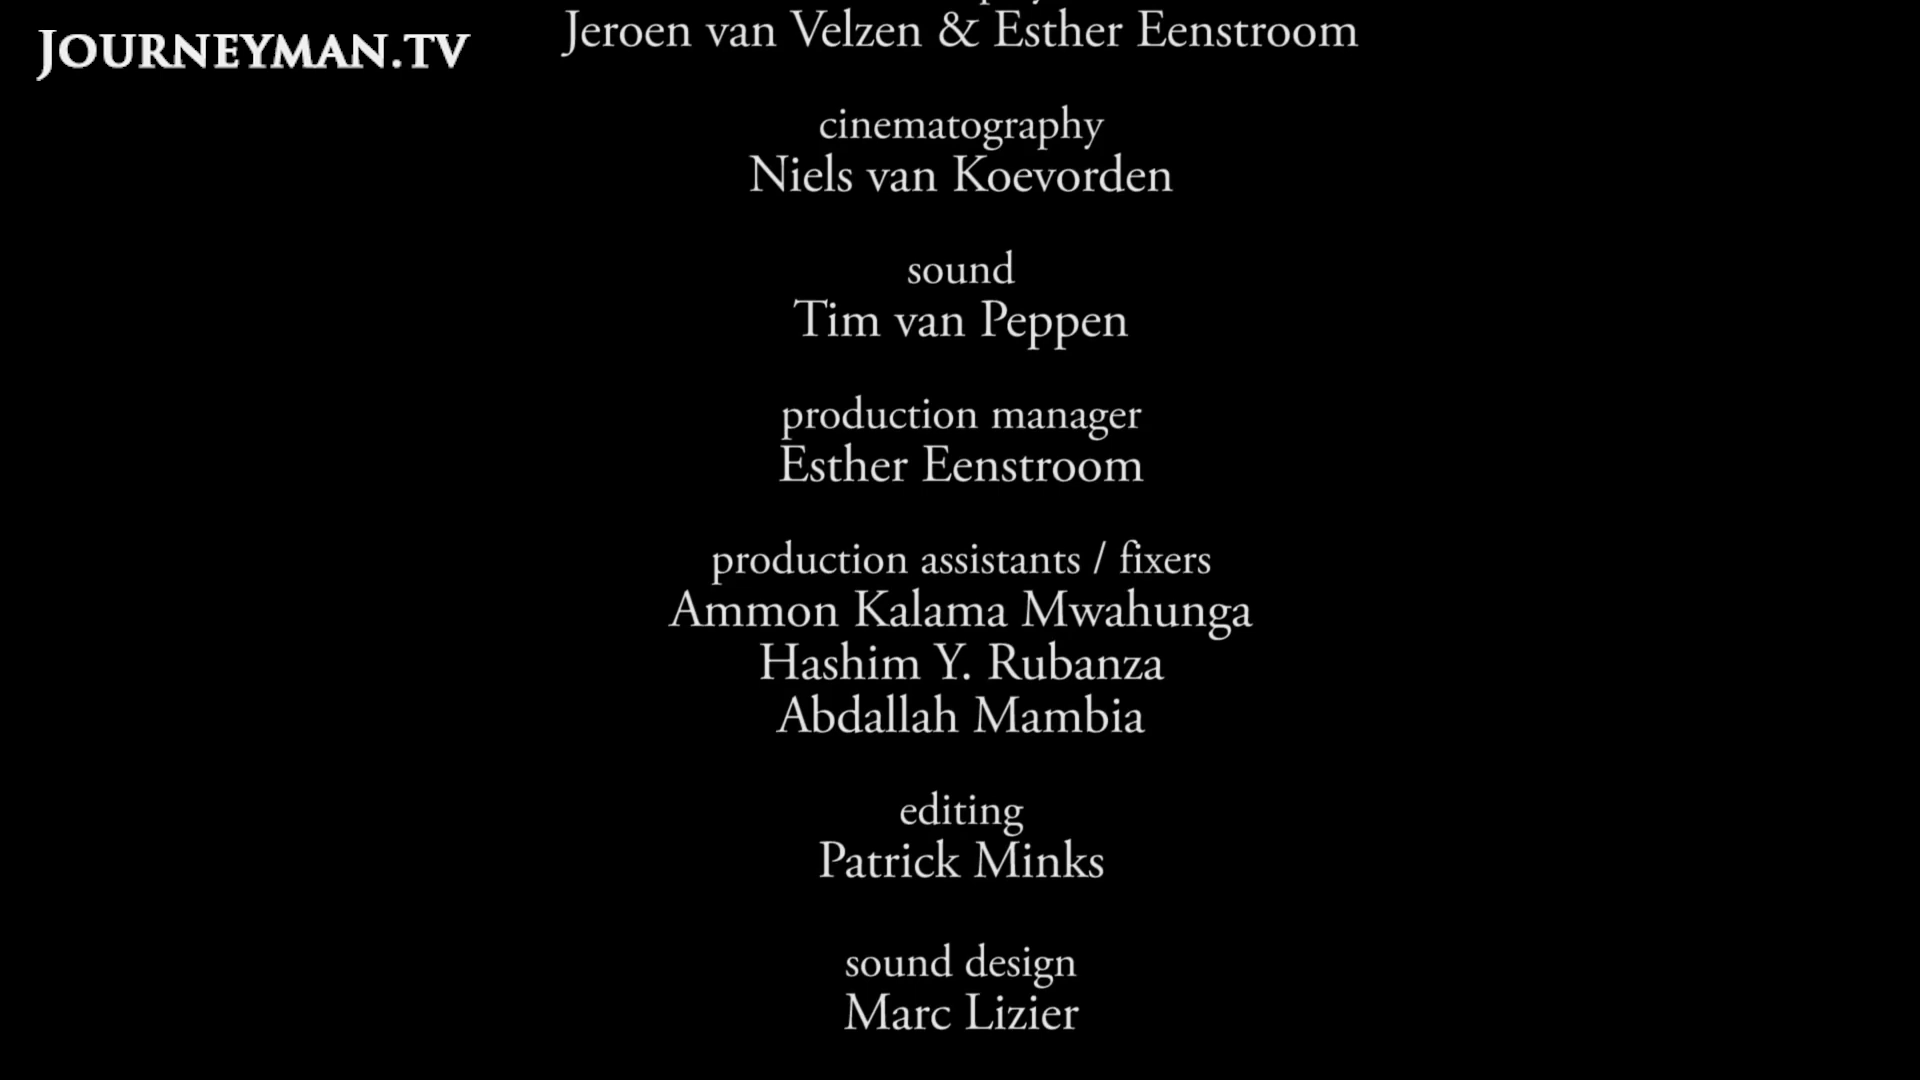 JOURNEYMAN.TV
Jeroen van Velzen & Esther Eenstroom
cinematography
Niels van Koevorden
sound
Tim van Peppen
production manager
Esther Eenstroom
production assistants / fixers
Ammon Kalama Mwahunga
Hashim Y. Rubanza
Abdallah Mambia
editing
Patrick Minks
sound design
Marc Lizier